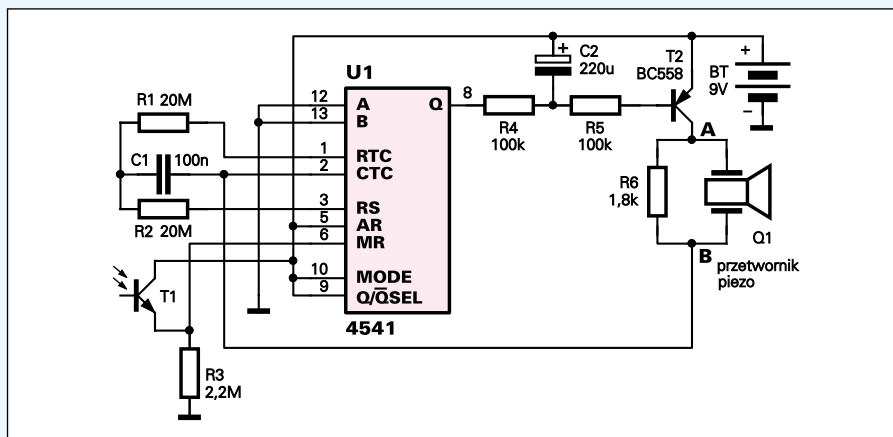 U1
12
A
13
B
1
RTC
2
CTC
3
RS
5
AR
6
MR
10
MODE
9
Q/Q̅SEL
Q
8
4541
R1 20M
C1
100n
R2 20M
T1
R3
2,2M
R4
100k
+
C2
220u
R5
100k
T2
BC558
BT
9V
+
−
A
R6
1,8k
B
Q1
przetwornik
piezo